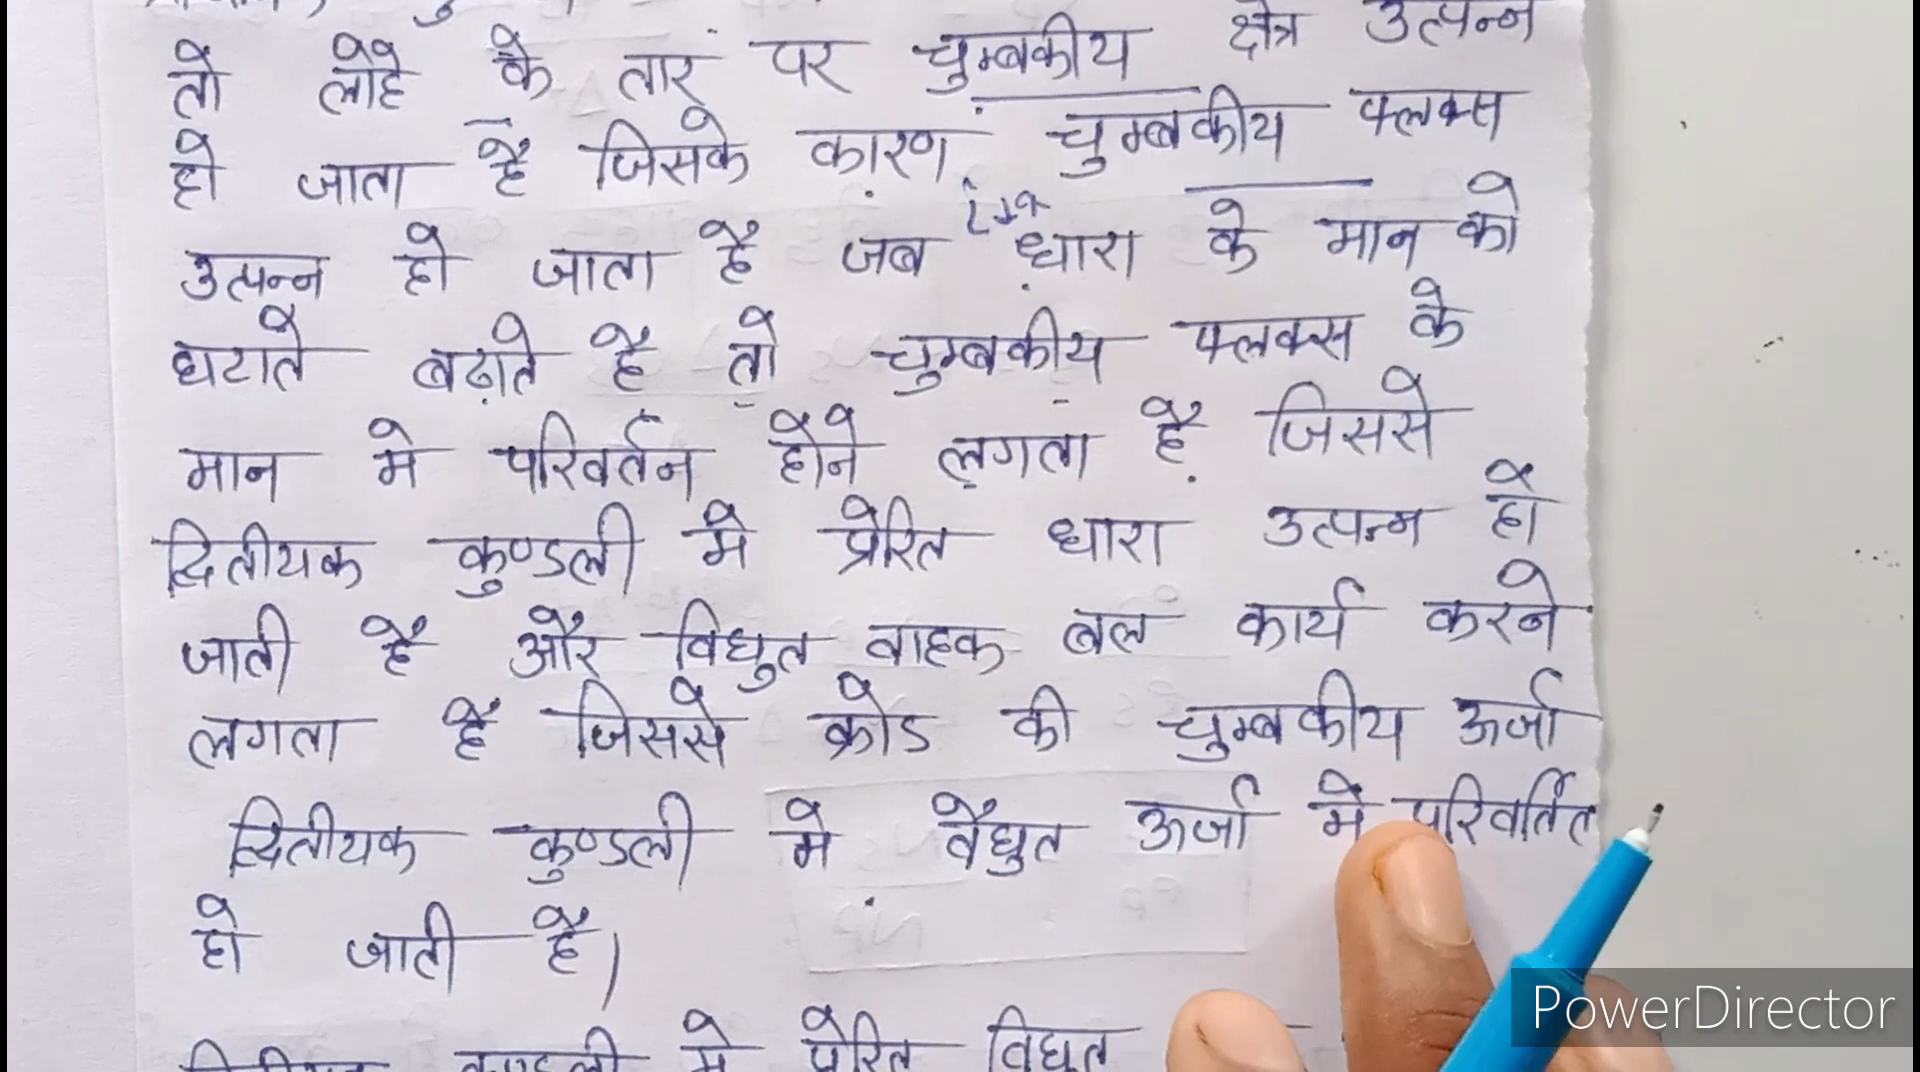 तो लोहे के तार पर चुम्बकीय क्षेत्र उत्पन्न
हो जाता है जिसके कारण चुम्बकीय फ्लक्स
उत्पन्न हो जाता है जब धारा के मान को
घटाते बढ़ाते है तो चुम्बकीय फ्लक्स के
मान मे परिवर्तन होने लगता है जिससे
द्वितीयक कुण्डली मे प्रेरित धारा उत्पन्न हो
जाती है और विधुत वाहक बल कार्य करने
लगता है जिससे क्रोड की चुम्बकीय ऊर्जा
द्वितीयक कुण्डली मे वैधुत ऊर्जा मे परिवर्तित
हो जाती है।
कुण्डली मे प्रेरित विधुत
PowerDirector